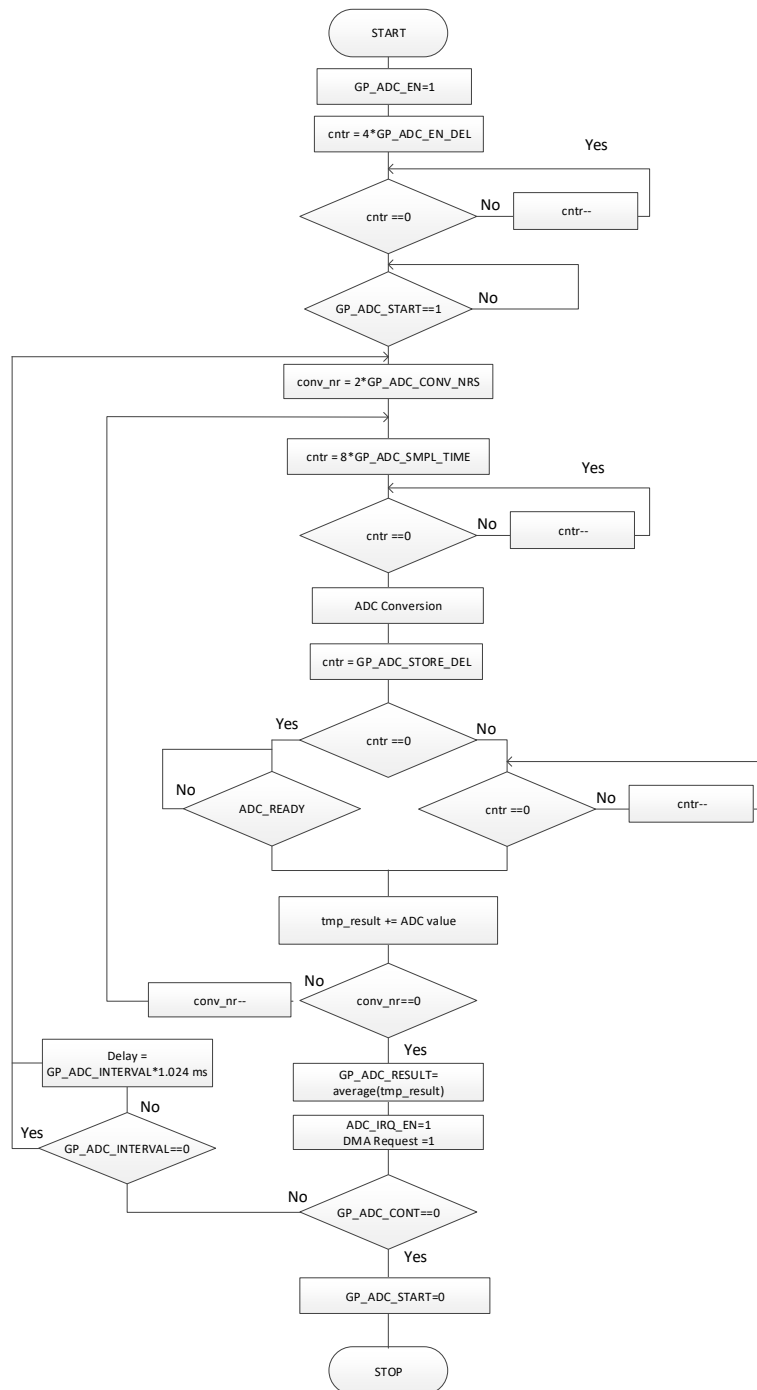 START
GP_ADC_EN=1
cntr = 4*GP_ADC_EN_DEL
Yes
cntr ==0
No
cntr--
GP_ADC_START==1
No
conv_nr = 2*GP_ADC_CONV_NRS
cntr = 8*GP_ADC_SMPL_TIME
Yes
cntr ==0
No
cntr--
ADC Conversion
cntr = GP_ADC_STORE_DEL
Yes
cntr ==0
No
No
ADC_READY
cntr ==0
No
cntr--
tmp_result += ADC value
conv_nr--
No
conv_nr==0
Yes
Delay =
GP_ADC_INTERVAL*1.024 ms
GP_ADC_RESULT=
average(tmp_result)
No
ADC_IRQ_EN=1
DMA Request =1
Yes
GP_ADC_INTERVAL==0
No
GP_ADC_CONT==0
Yes
GP_ADC_START=0
STOP